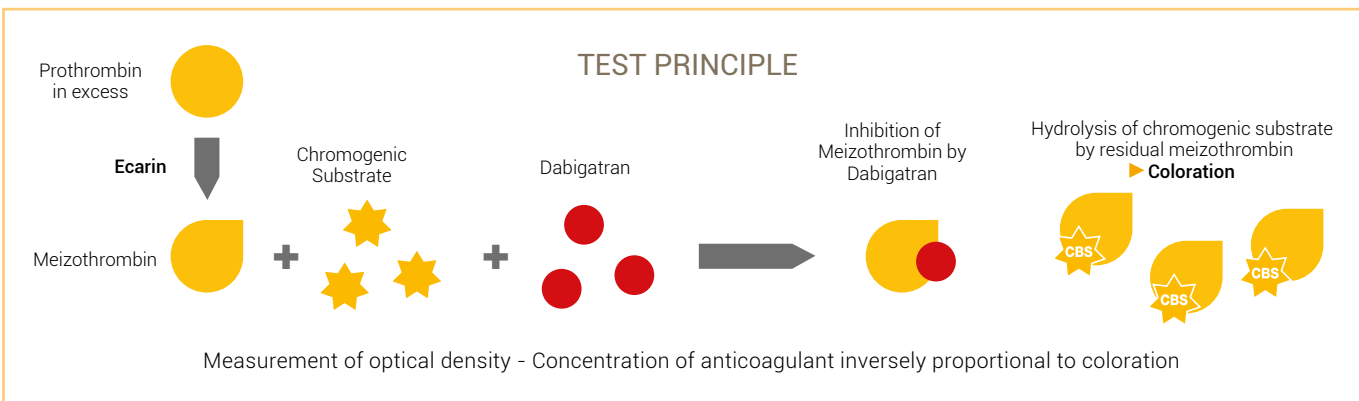 TEST PRINCIPLE
Prothrombin
in excess
Ecarin
Meizothrombin
Chromogenic
Substrate
Dabigatran
Inhibition of
Meizothrombin by
Dabigatran
Hydrolysis of chromogenic substrate
by residual meizothrombin
Coloration
CBS
CBS
CBS
Measurement of optical density - Concentration of anticoagulant inversely proportional to coloration